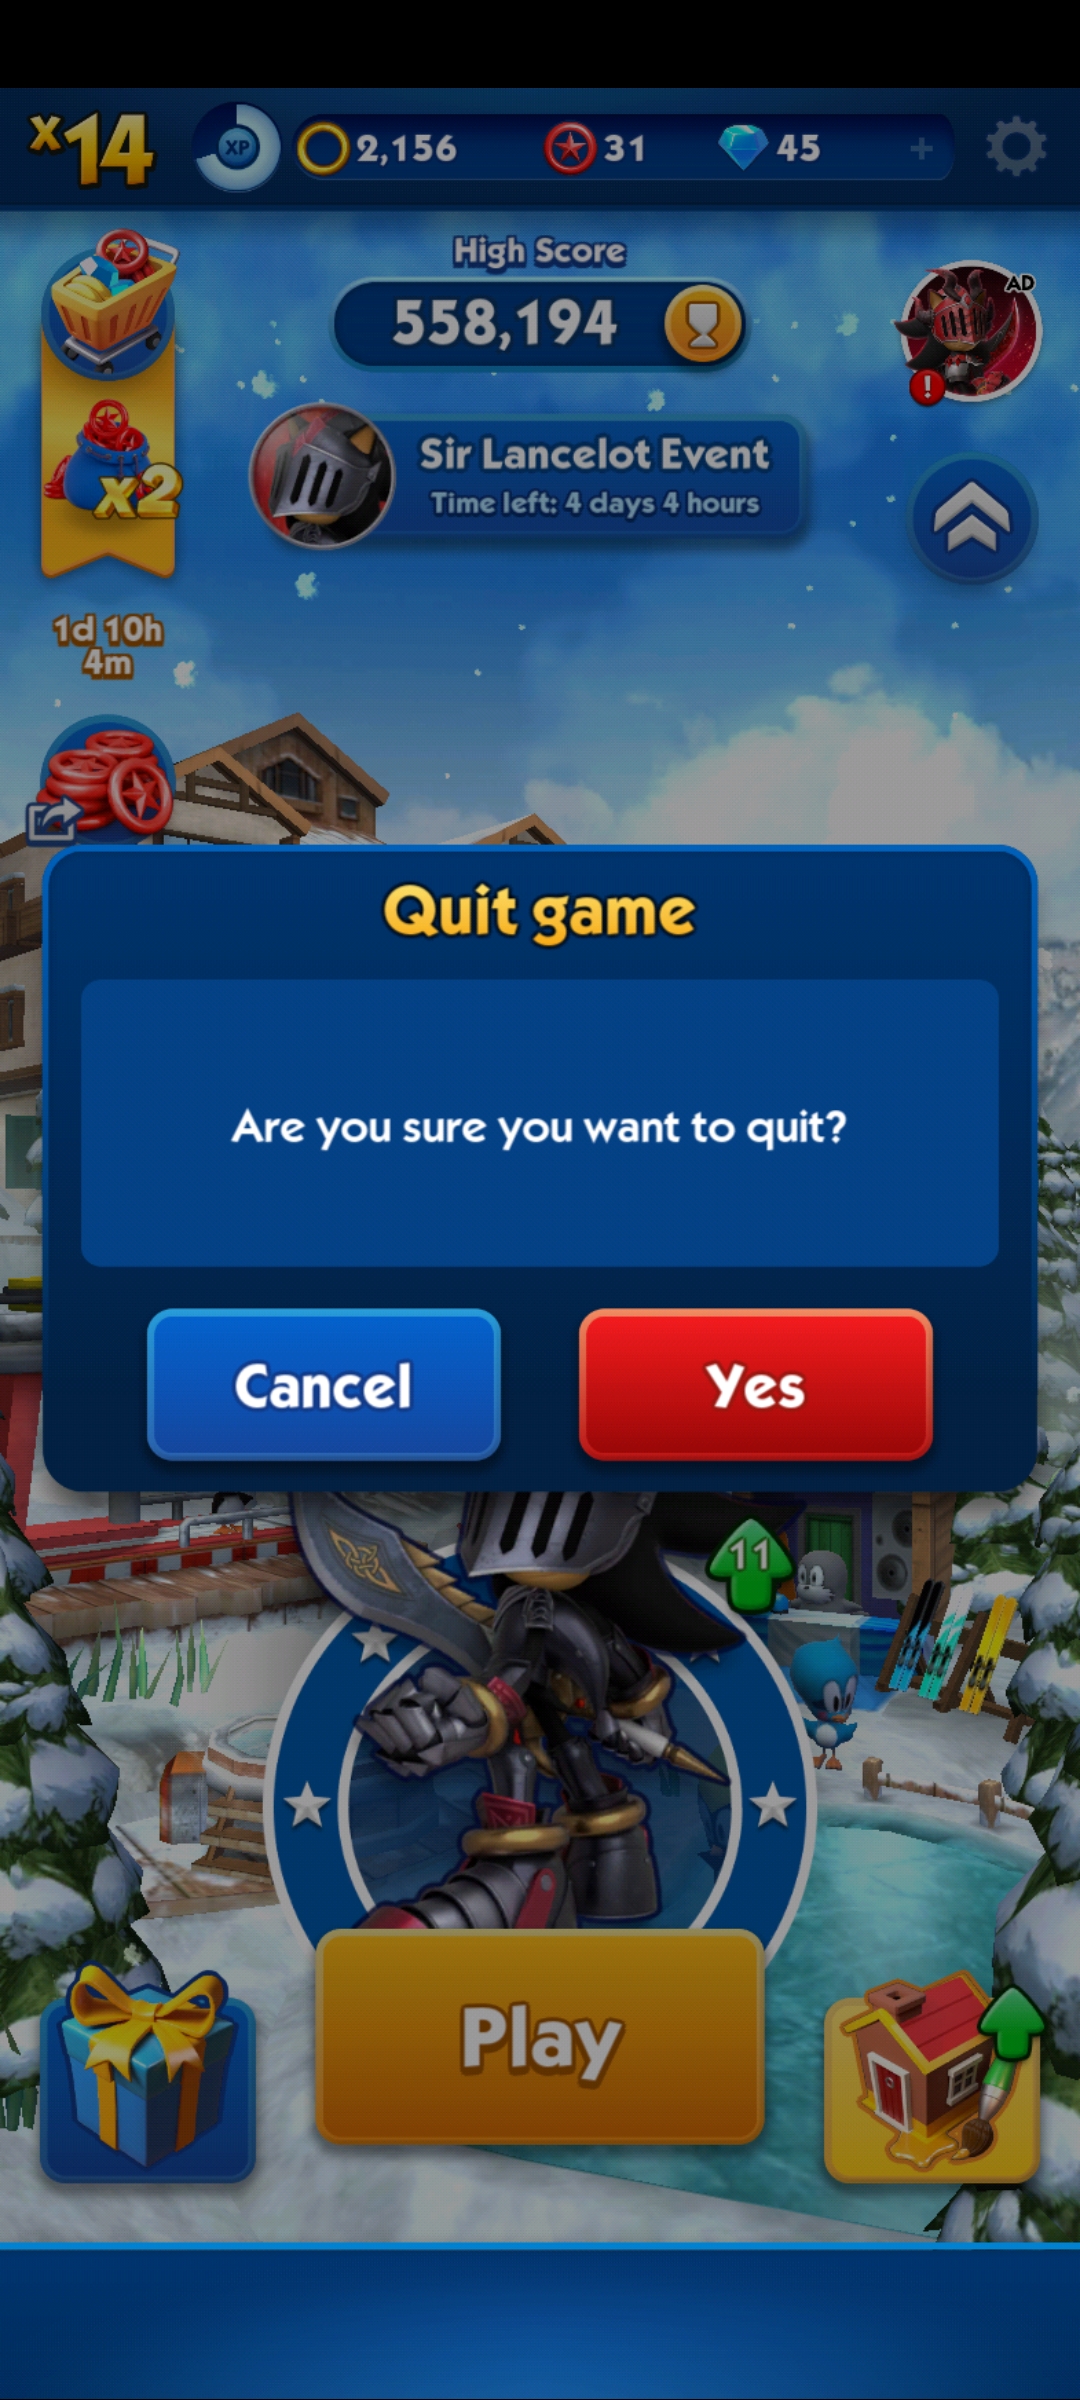 x14
XP
2,156
31
45
+
High Score
558,194
AD
!
Sir Lancelot Event
Time left: 4 days 4 hours
x2
1d 10h
4m
Quit game
Are you sure you want to quit?
Cancel
Yes
11
Play